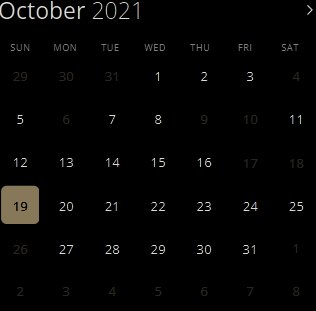 October 2021
SUN MON TUE WED THU FRI SAT
29 30 31 1 2 3 4
5 6 7 8 9 10 11
12 13 14 15 16 17 18
19 20 21 22 23 24 25
26 27 28 29 30 31 1
2 3 4 5 6 7 8